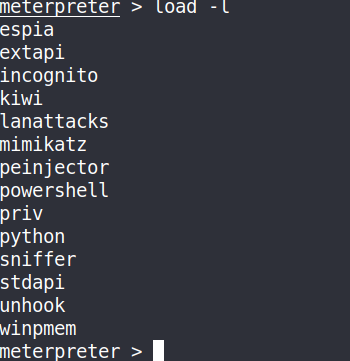 meterpreter > load -l
espia
extapi
incognito
kiwi
lanattacks
mimikatz
peinjector
powershell
priv
python
sniffer
stdapi
unhook
winpmem
meterpreter >